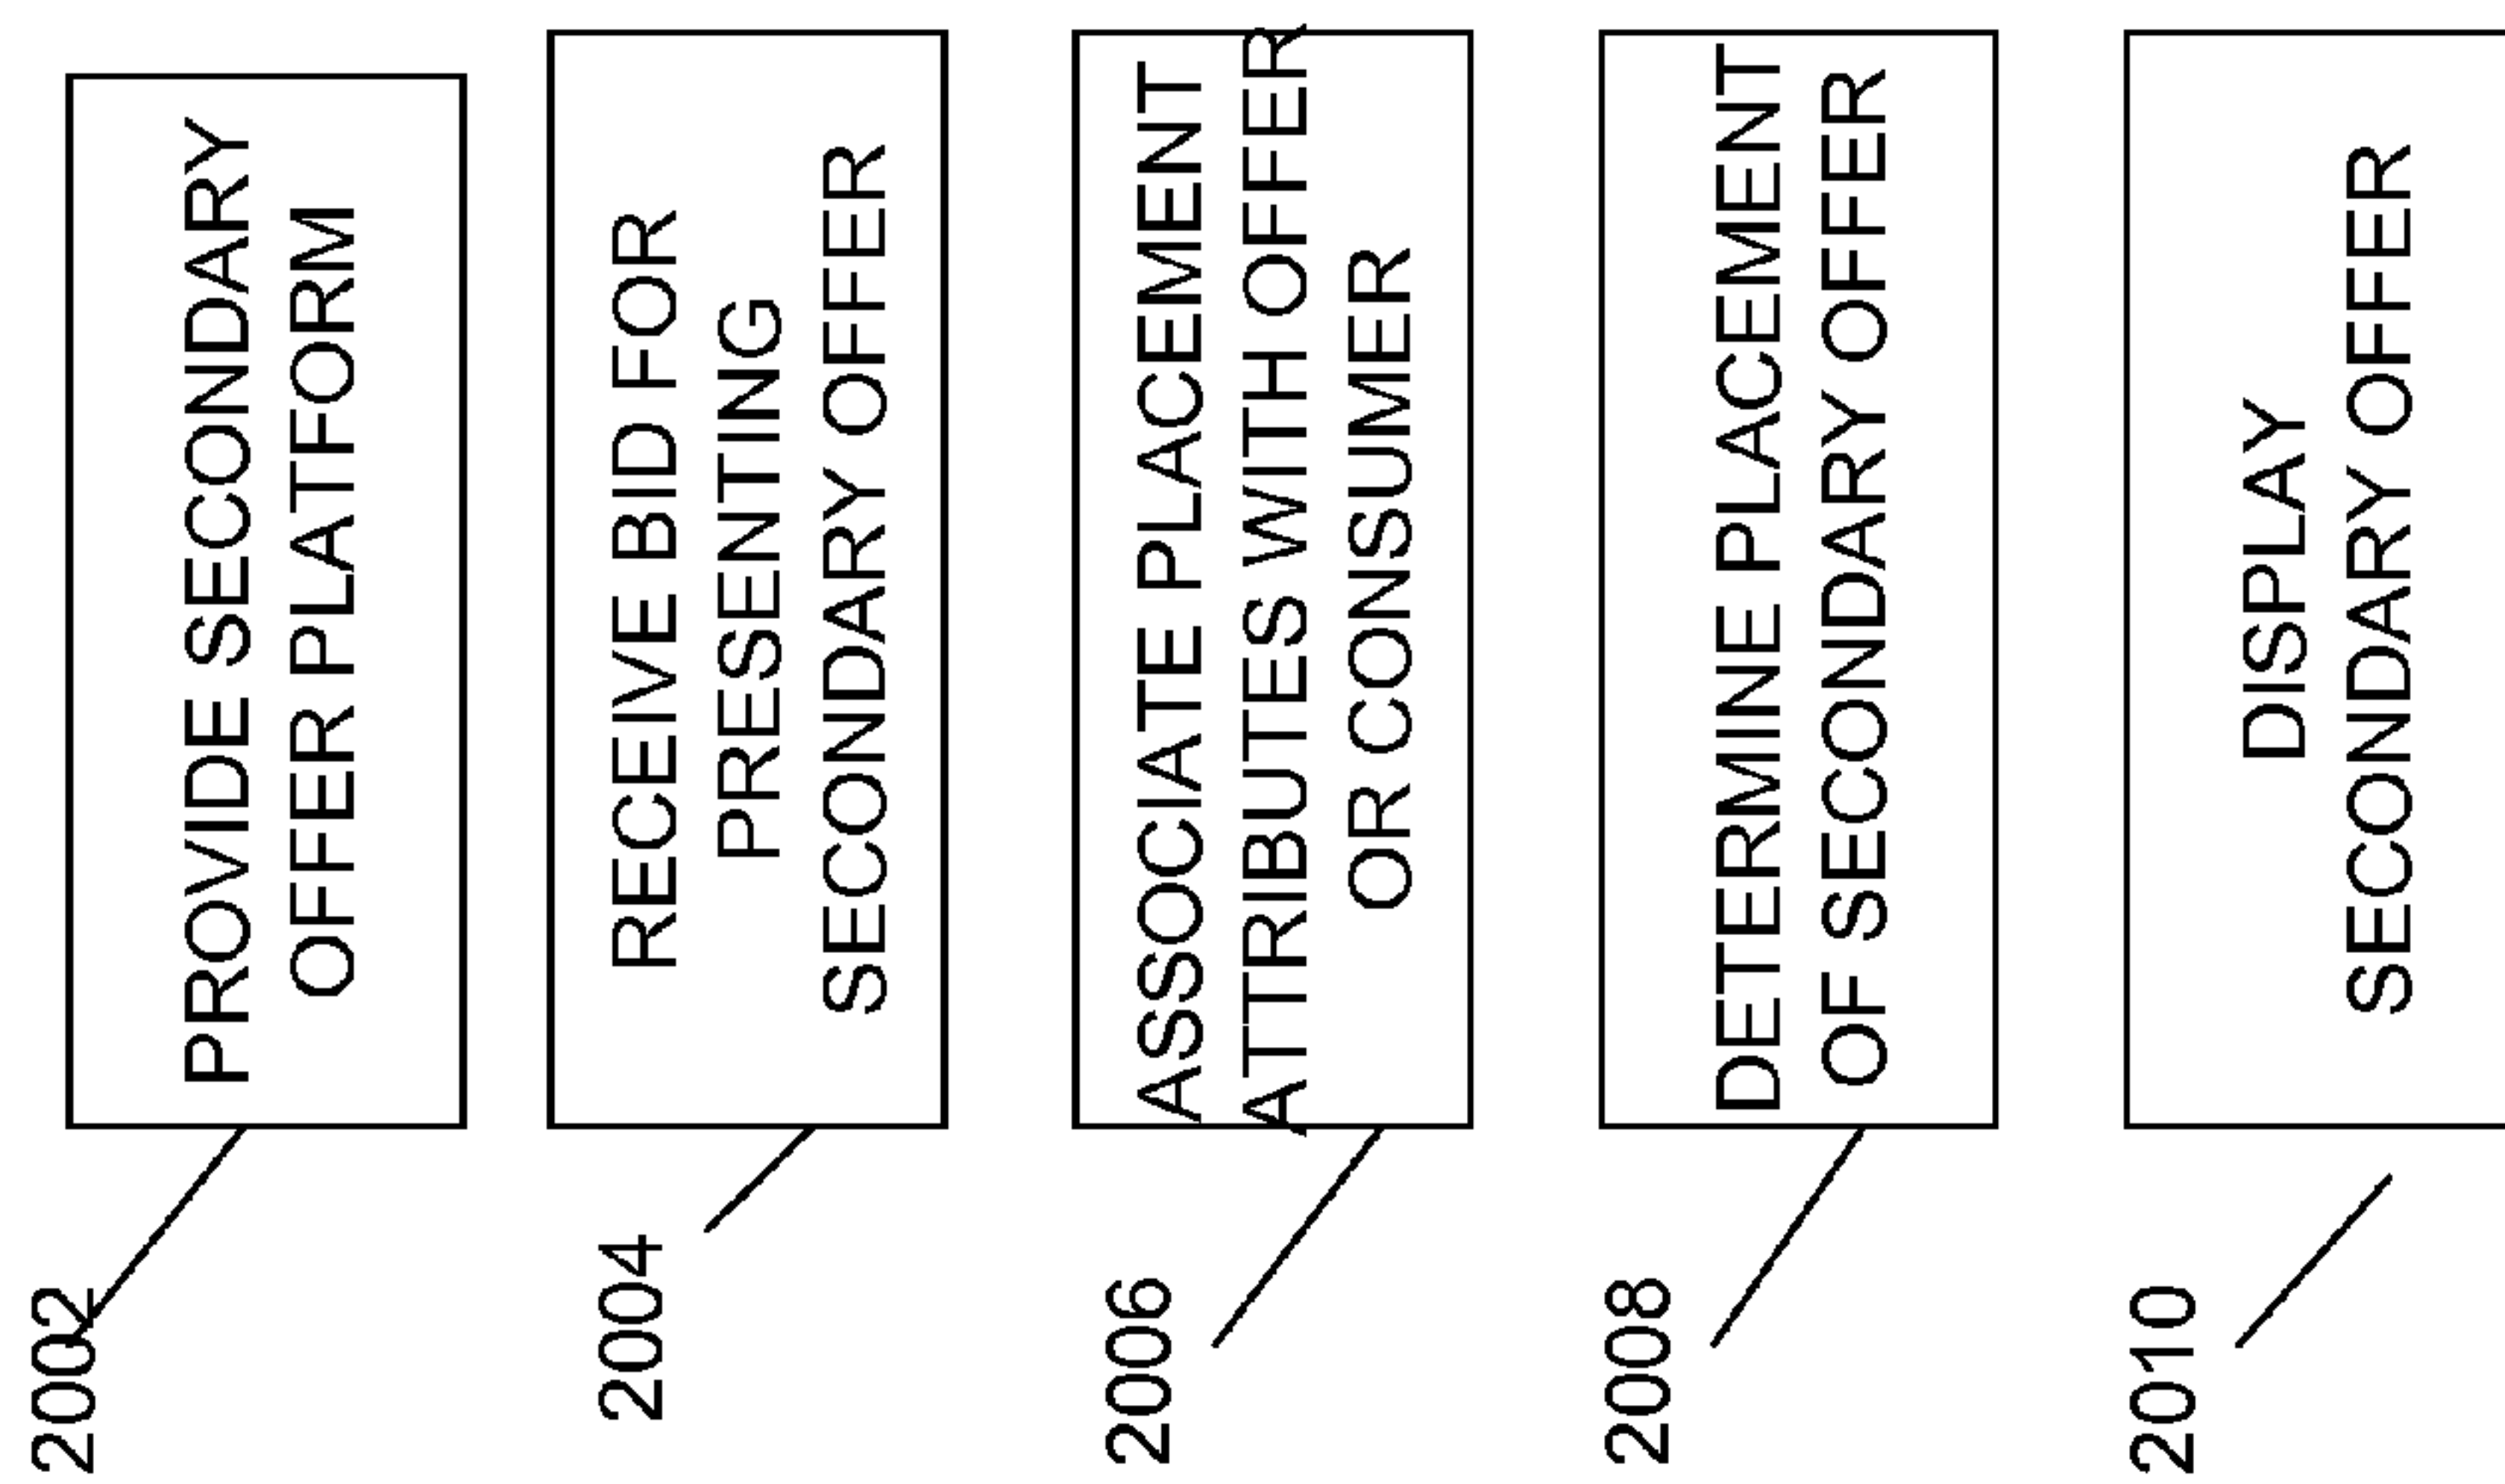 2002
PROVIDE SECONDARY
OFFER PLATFORM
2004
RECEIVE BID FOR
PRESENTING
SECONDARY OFFER
2006
ASSOCIATE PLACEMENT
ATTRIBUTES WITH OFFER
OR CONSUMER
2008
DETERMINE PLACEMENT
OF SECONDARY OFFER
2010
DISPLAY
SECONDARY OFFER